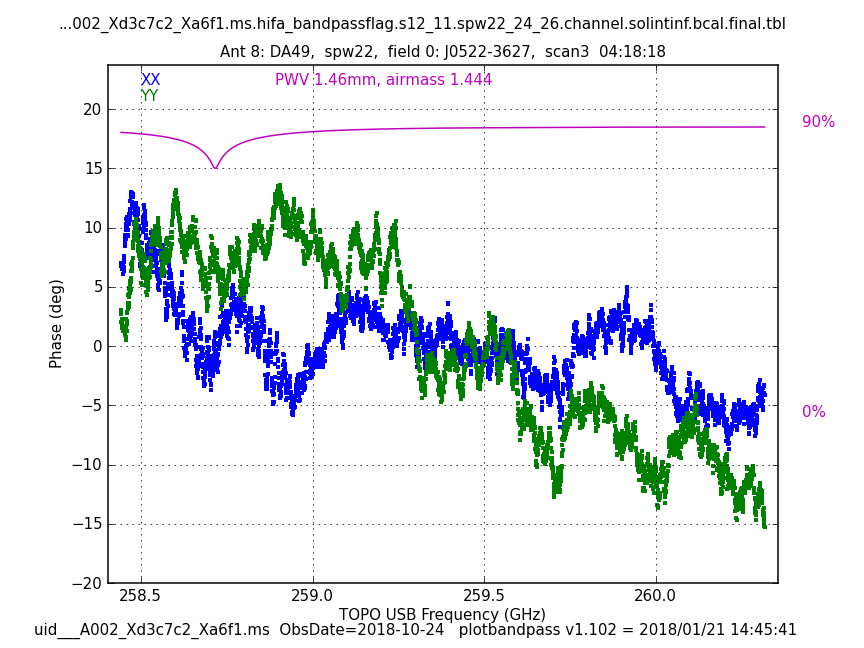 ...002_Xd3c7c2_Xa6f1.ms.hifa_bandpassflag.s12_11.spw22_24_26.channel.solintinf.bcal.final.tbl
Ant 8: DA49,  spw22,  field 0: J0522-3627,  scan3  04:18:18
XX
PWV 1.46mm, airmass 1.444
YY
90%
0%
Phase (deg)
20
15
10
5
0
−5
−10
−15
−20
258.5
259.0
259.5
260.0
TOPO USB Frequency (GHz)
uid___A002_Xd3c7c2_Xa6f1.ms  ObsDate=2018-10-24   plotbandpass v1.102 = 2018/01/21 14:45:41